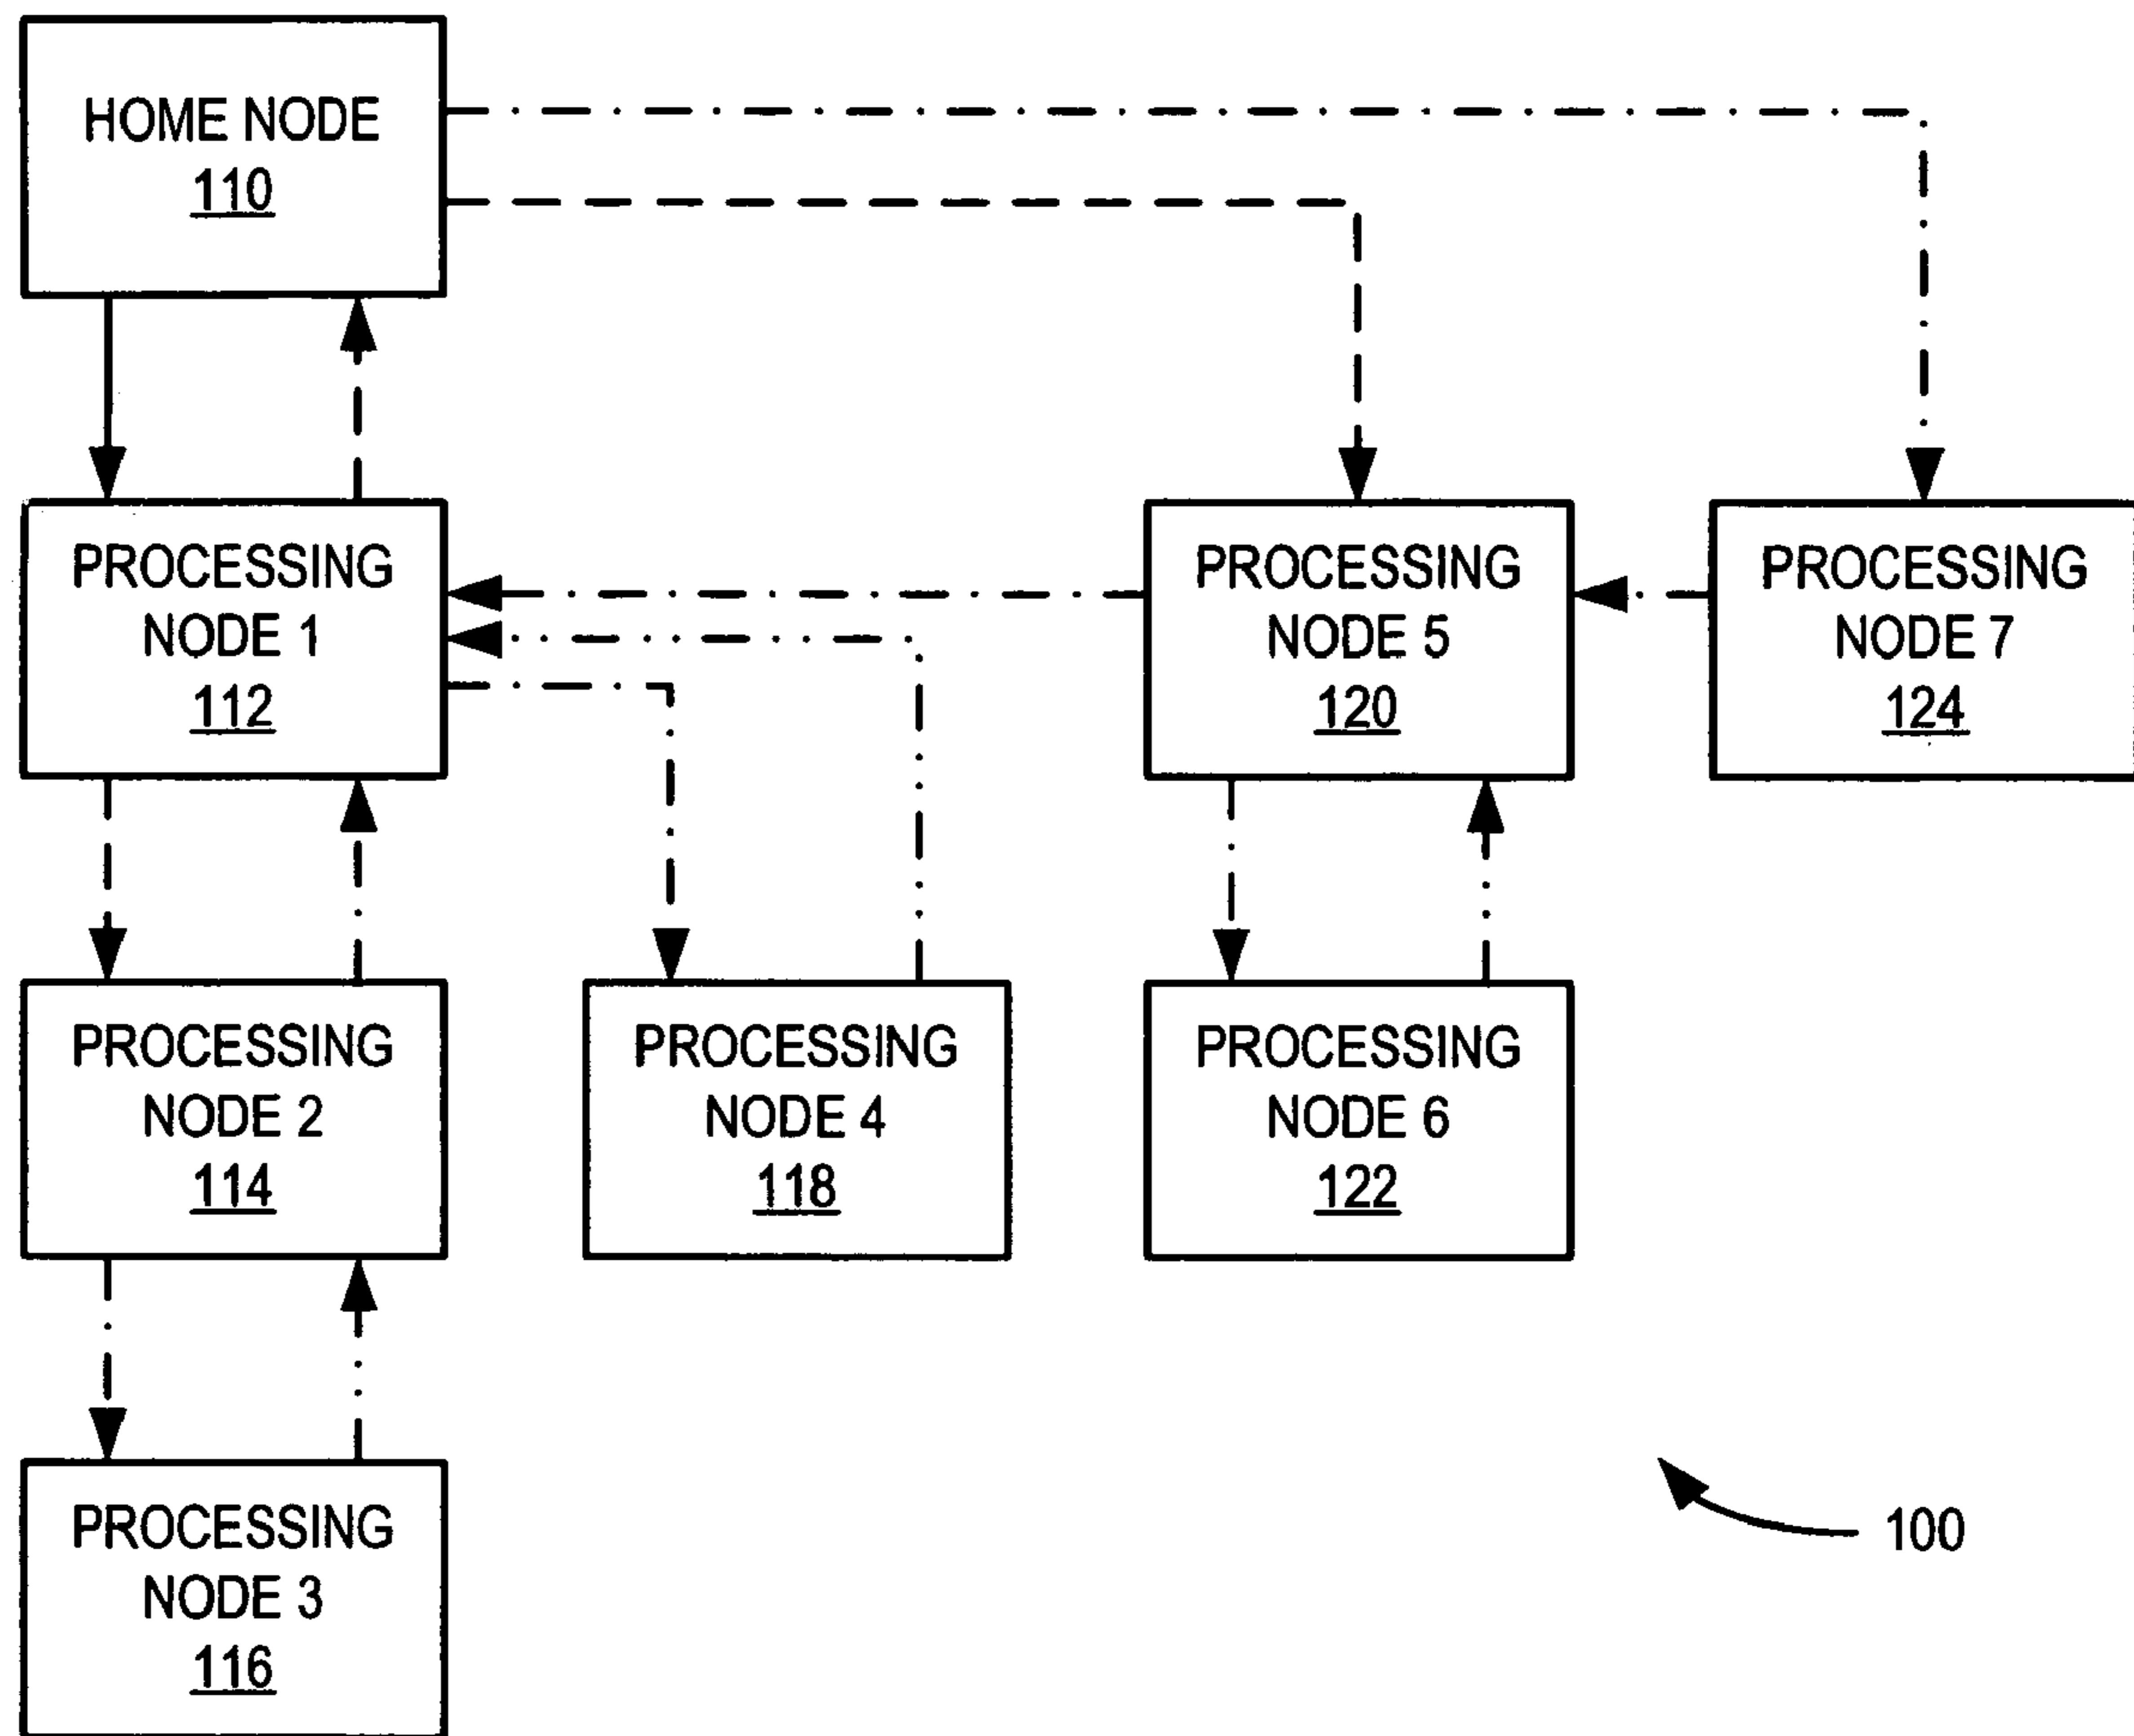 HOME NODE
110
PROCESSING
NODE 1
112
PROCESSING
NODE 5
120
PROCESSING
NODE 7
124
PROCESSING
NODE 2
114
PROCESSING
NODE 4
118
PROCESSING
NODE 6
122
PROCESSING
NODE 3
116
100